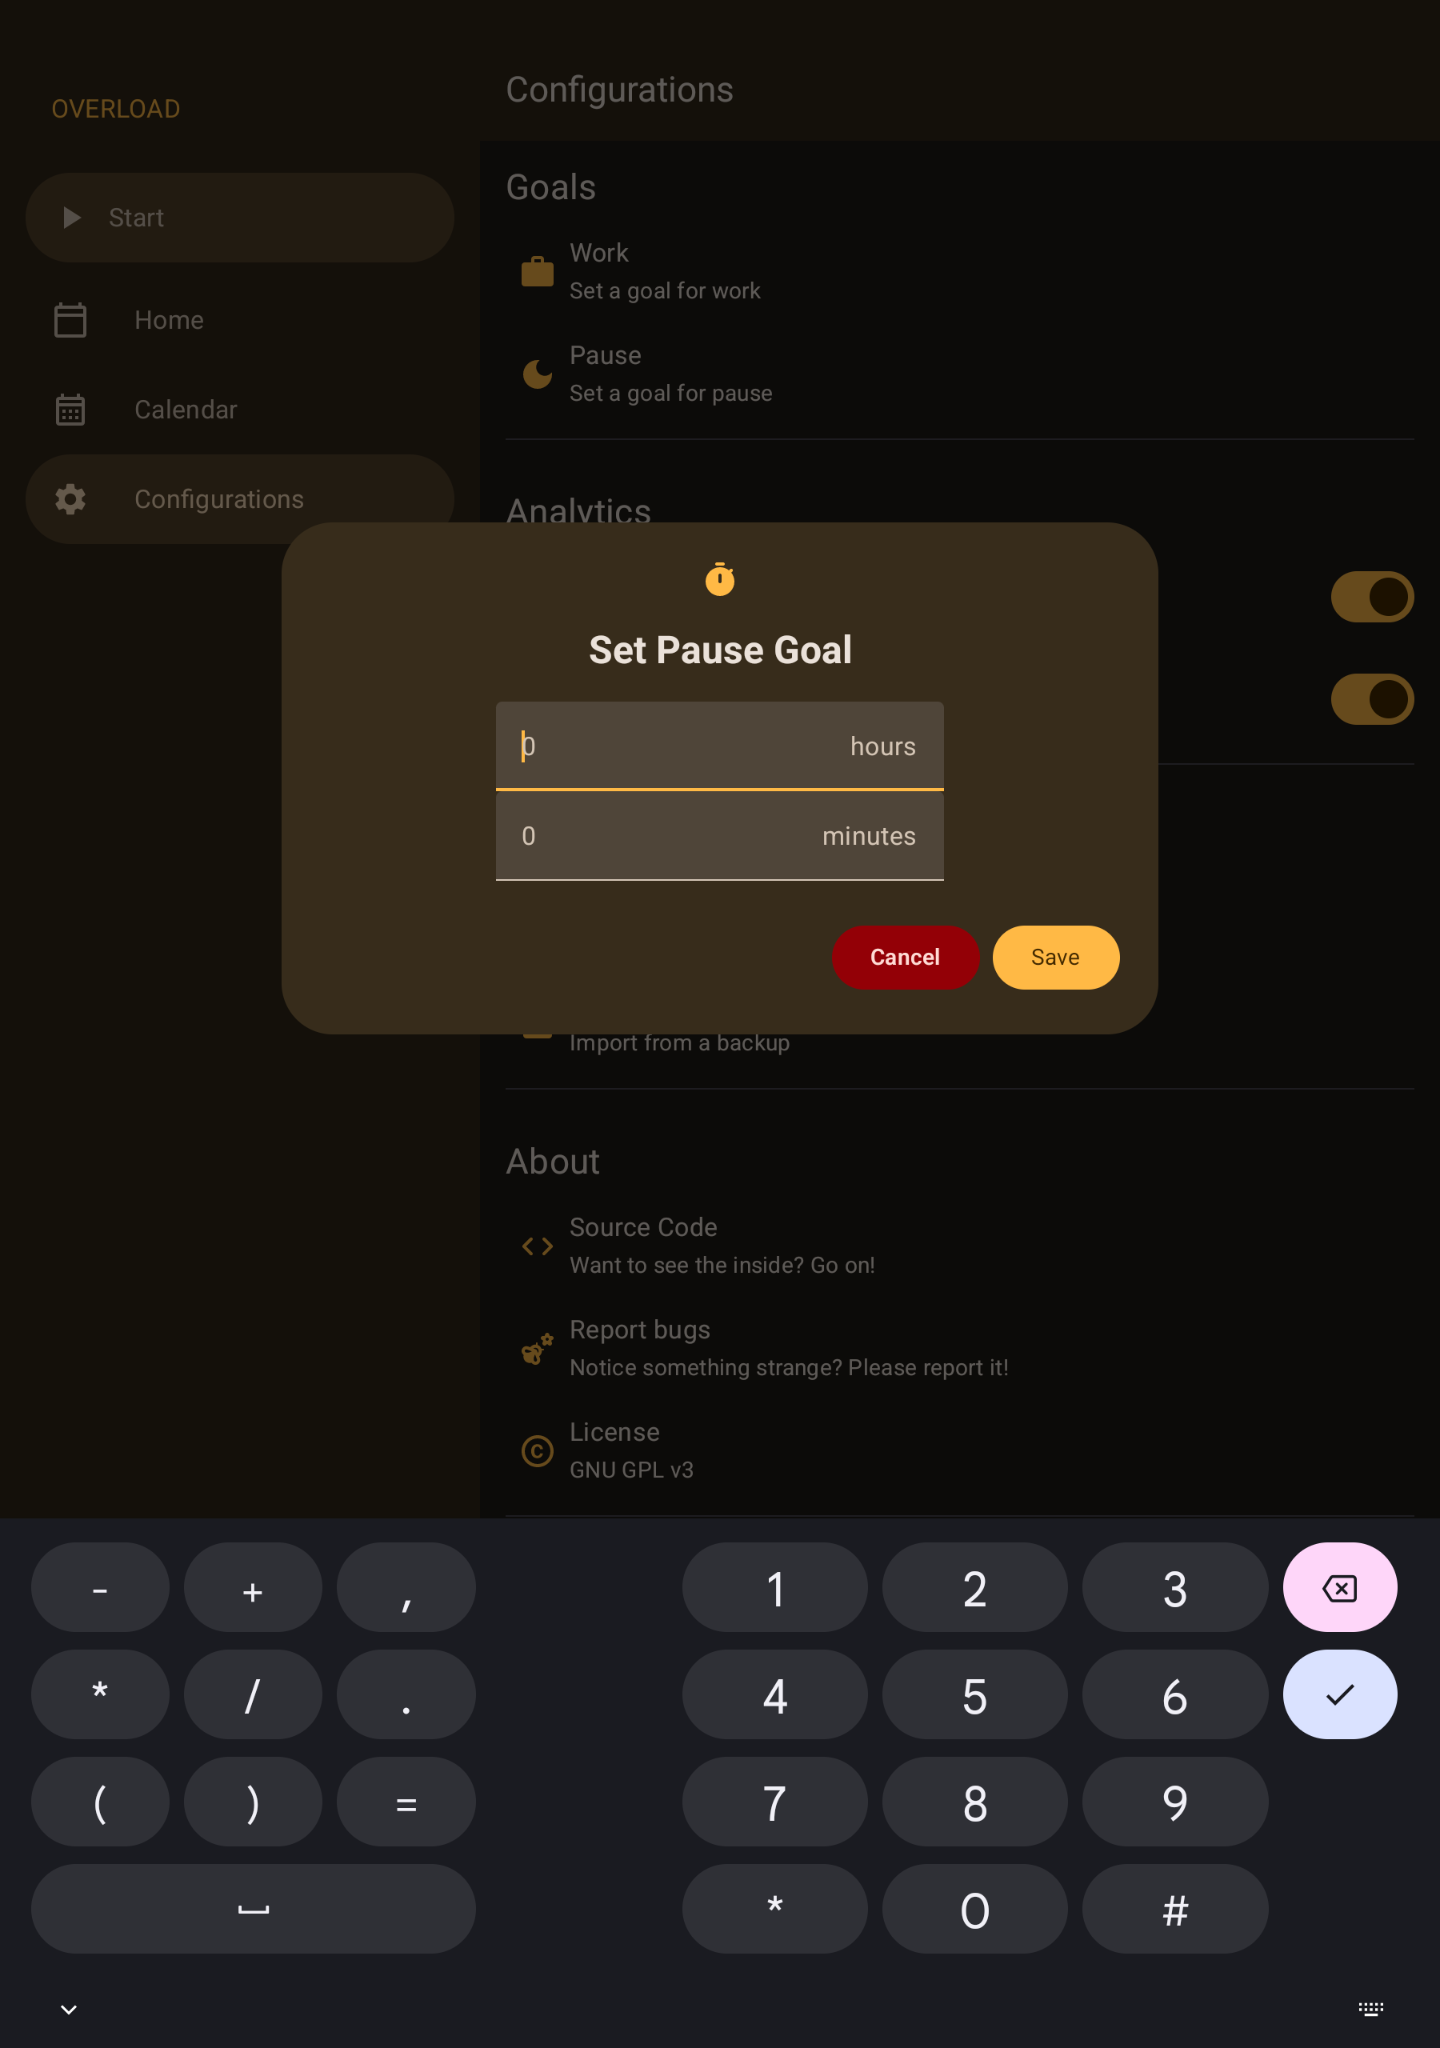 OVERLOAD
Start
Home
Calendar
Configurations
Configurations
Goals
Work
Set a goal for work
Pause
Set a goal for pause
Analytics
Set Pause Goal
0 hours
0 minutes
Cancel
Save
Import from a backup
About
Source Code
Want to see the inside? Go on!
Report bugs
Notice something strange? Please report it!
License
GNU GPL v3
- + , 1 2 3
* / . 4 5 6
( ) = 7 8 9
* 0 #